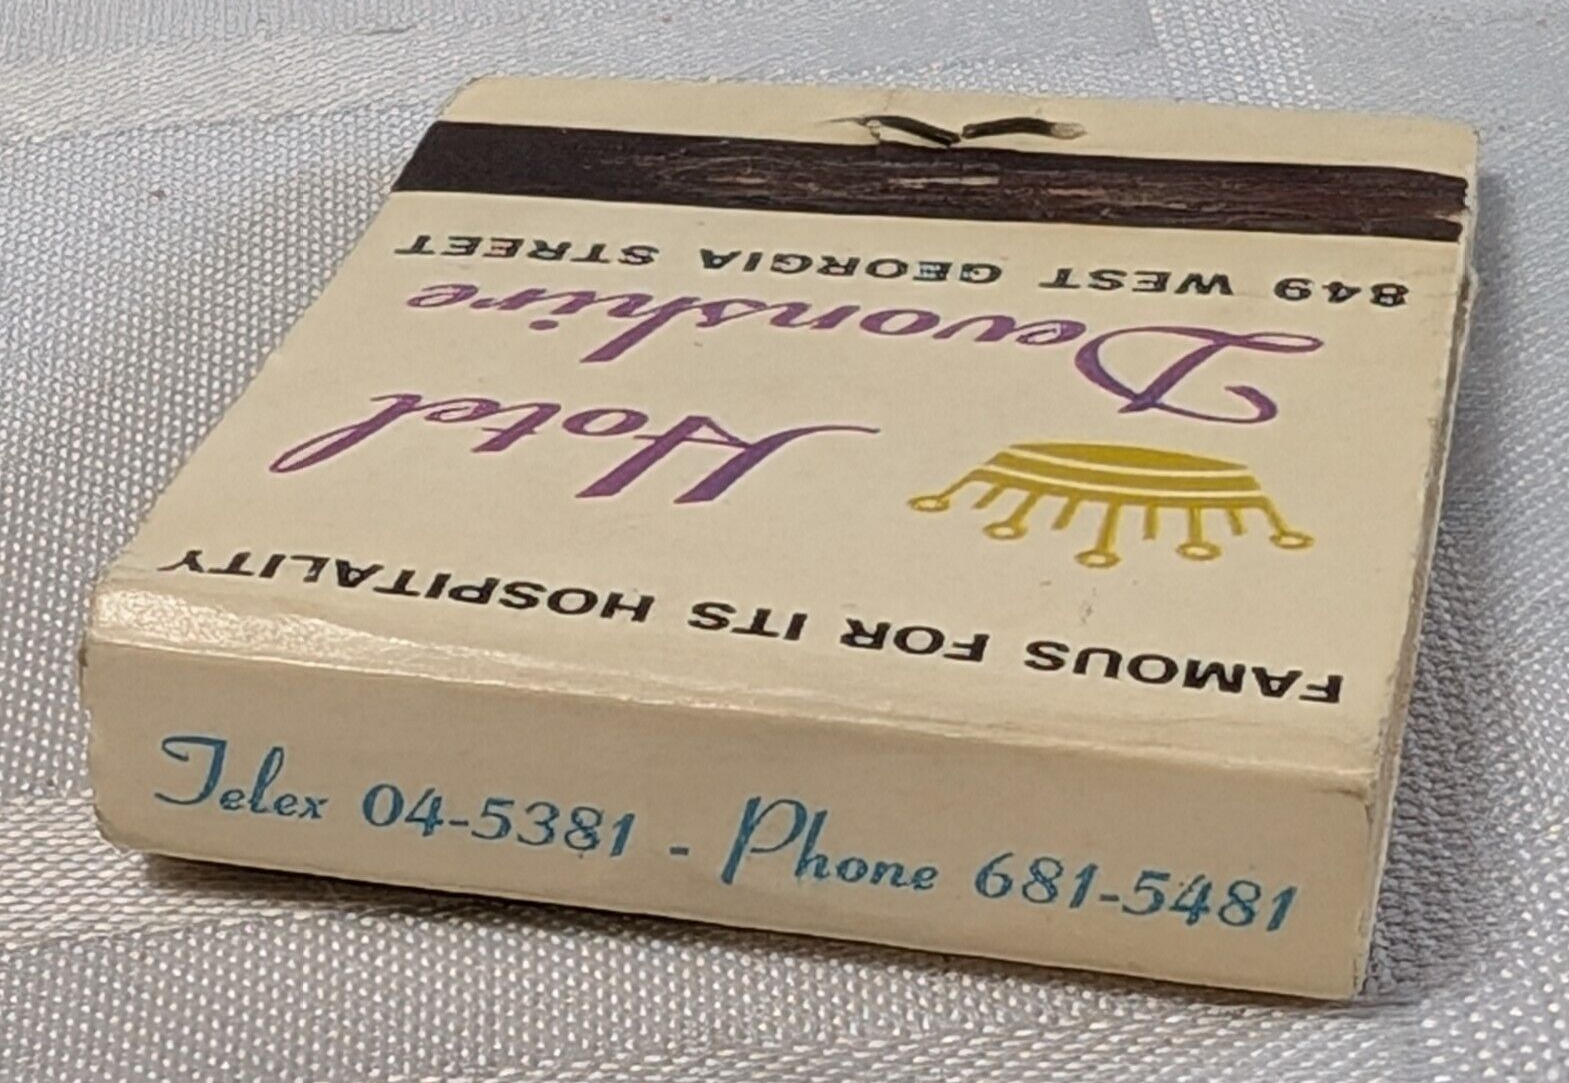 FAMOUS FOR ITS HOSPITALITY
Hotel
Devonshire
849 WEST GEORGIA STREET
Telex 04-5381 - Phone 681-5481